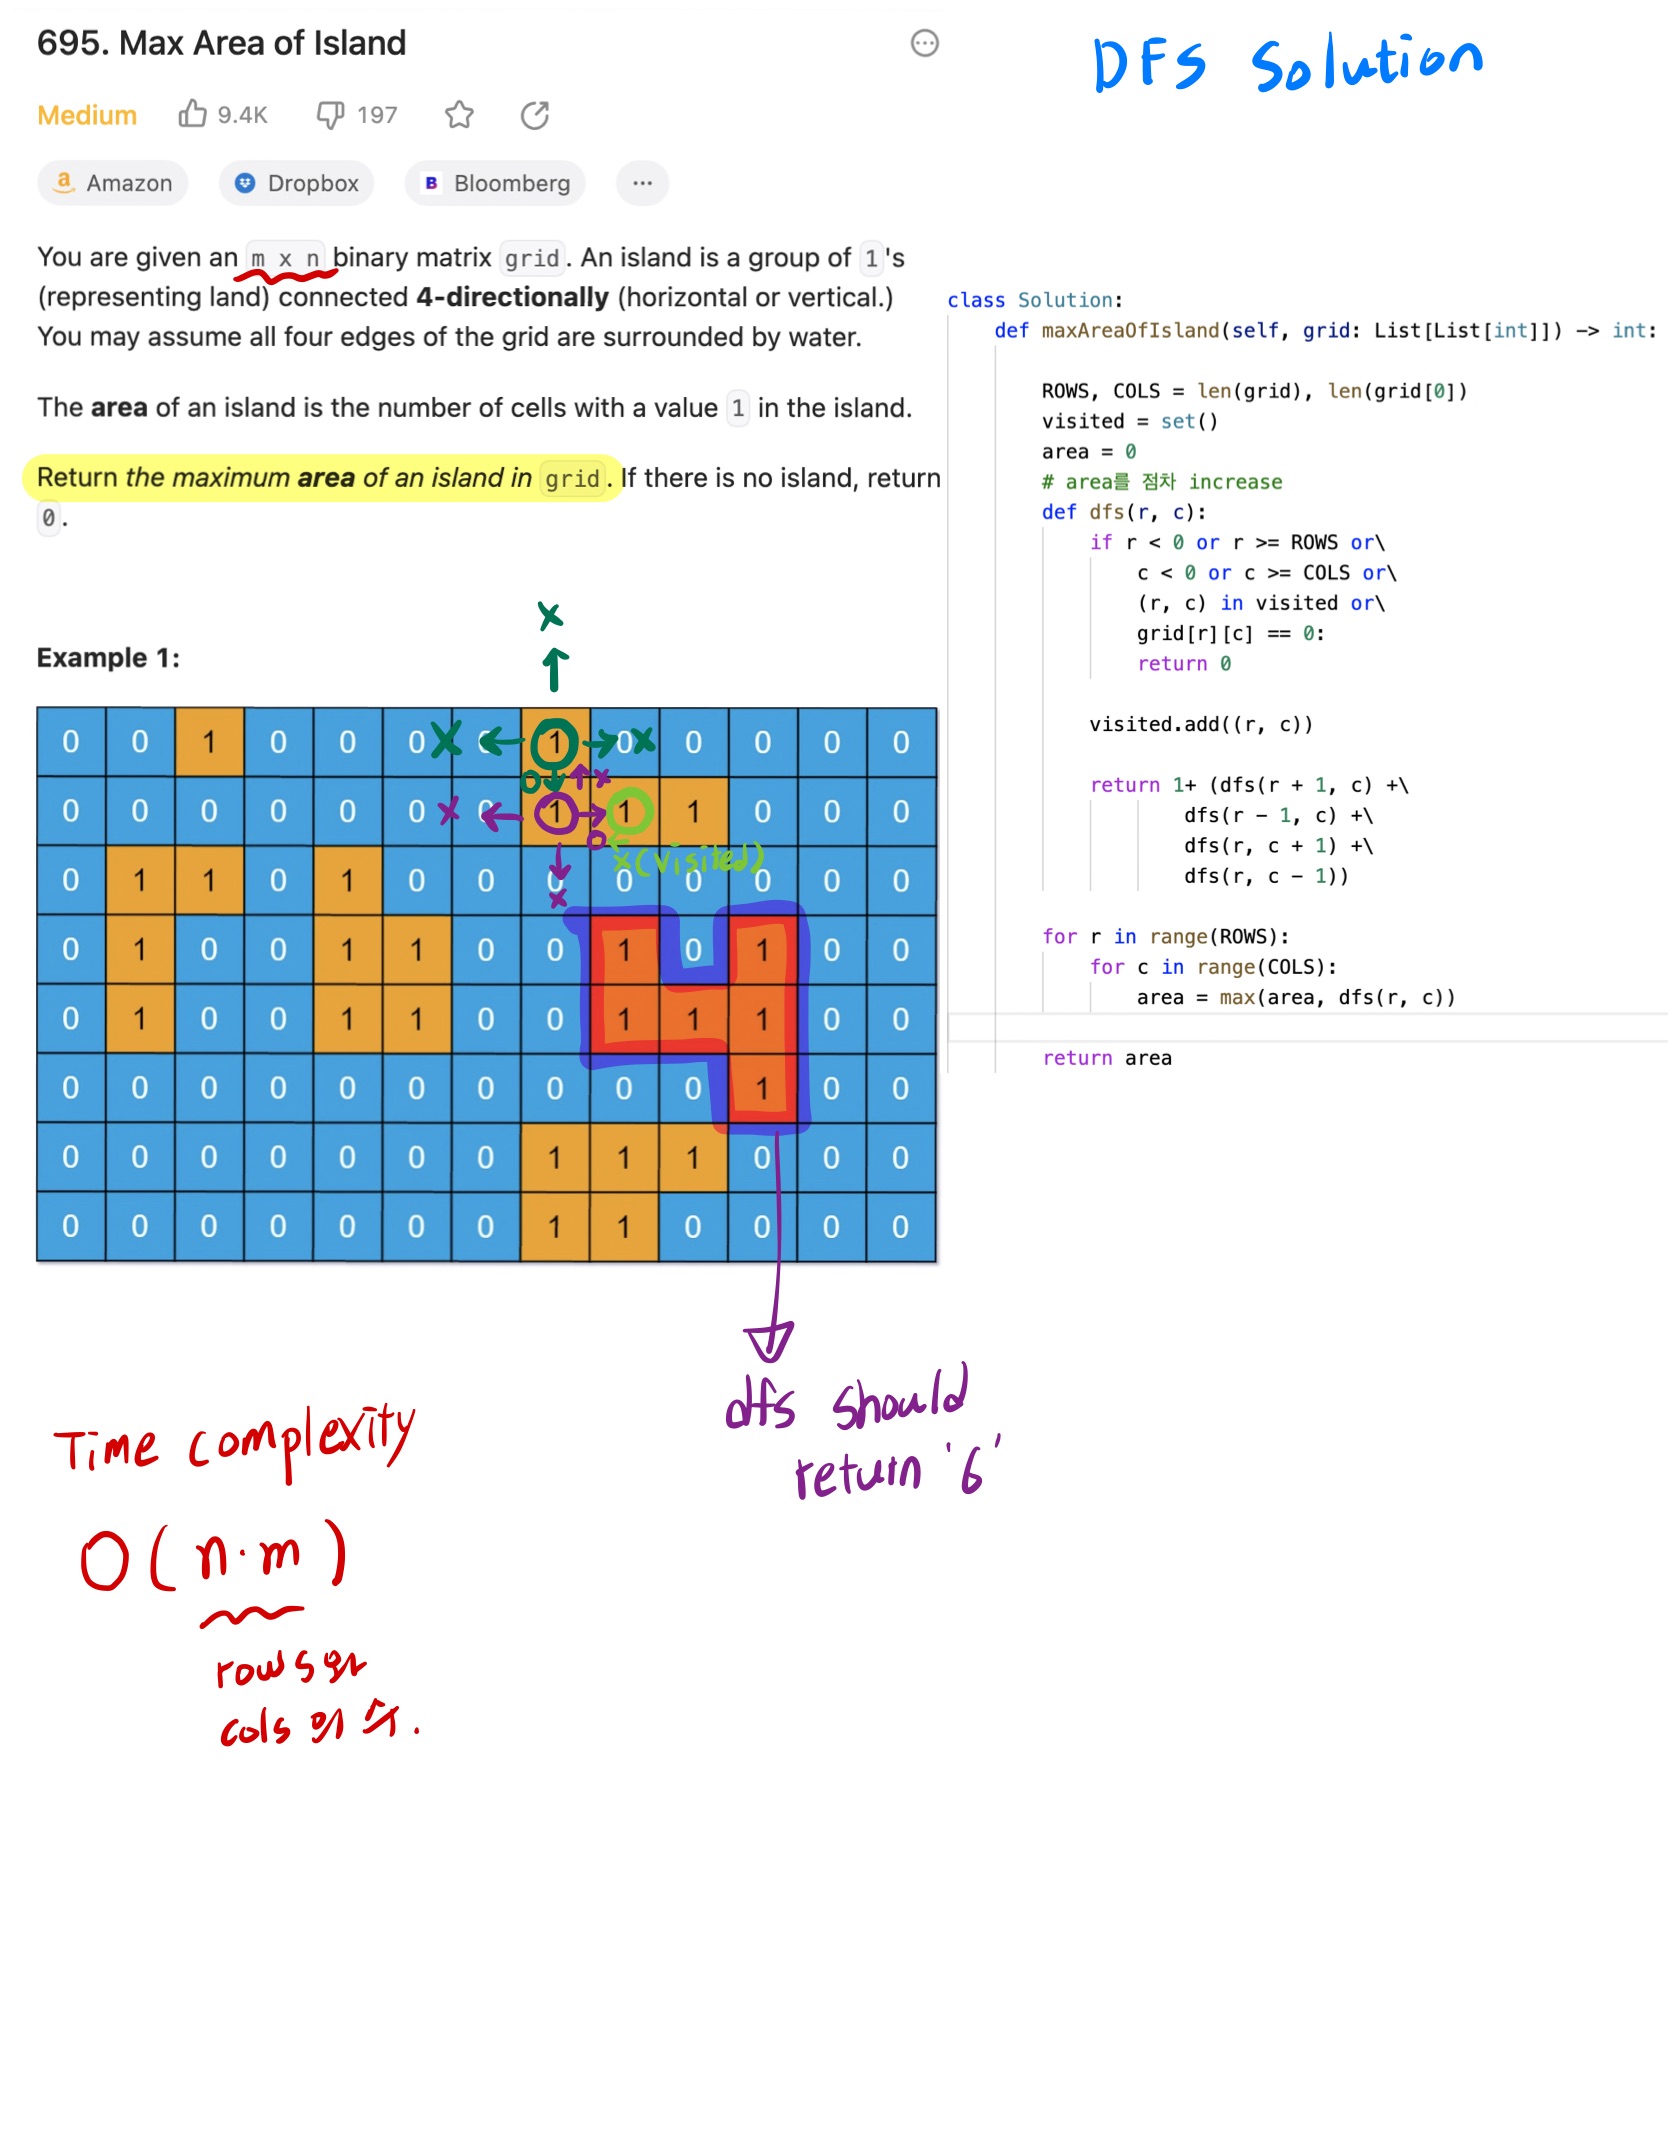 695. Max Area of Island
DFS Solution
Medium 9.4K 197
Amazon Dropbox Bloomberg ...
You are given an m x n binary matrix grid. An island is a group of 1's
(representing land) connected 4-directionally (horizontal or vertical.)
You may assume all four edges of the grid are surrounded by water.
The area of an island is the number of cells with a value 1 in the island.
Return the maximum area of an island in grid. If there is no island, return
0.
Example 1:
X
X 0 1 0 X
0 0 1 0 0 0 0 0 0 0 0
O X
X O
0 0 0 0 0 0 0 1 1 1 0 0 0
x(visited)
0 1 1 0 1 0 0 0 0 0 0 0 0
x
0 1 0 0 1 1 0 0 1 0 1 0 0
0 1 0 0 1 1 0 0 1 1 1 0 0
0 0 0 0 0 0 0 0 0 0 1 0 0
0 0 0 0 0 0 0 1 1 1 0 0 0
0 0 0 0 0 0 0 1 1 0 0 0 0
dfs should
return '6'
Time complexity
O(n·m)
rows와
cols의 수.
class Solution:
def maxAreaOfIsland(self, grid: List[List[int]]) -> int:
ROWS, COLS = len(grid), len(grid[0])
visited = set()
area = 0
# area를 점차 increase
def dfs(r, c):
if r < 0 or r >= ROWS or\
c < 0 or c >= COLS or\
(r, c) in visited or\
grid[r][c] == 0:
return 0
visited.add((r, c))
return 1+ (dfs(r + 1, c) +\
dfs(r - 1, c) +\
dfs(r, c + 1) +\
dfs(r, c - 1))
for r in range(ROWS):
for c in range(COLS):
area = max(area, dfs(r, c))
return area